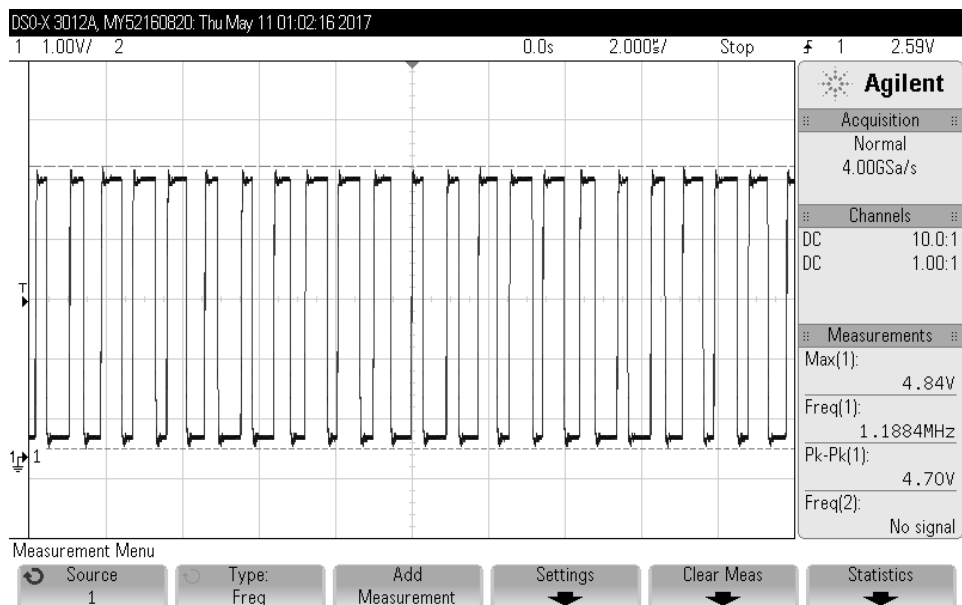 DSO-X 3012A, MY52160820: Thu May 11 01:02:16 2017
1 1.00V/ 2 0.0s 2.000s/ Stop 1 2.59V
Agilent
Acquisition
Normal
4.00GSa/s
Channels
DC 10.0:1
DC 1.00:1
T
Measurements
Max(1):
4.84V
Freq(1):
1.1884MHz
1 1
Pk-Pk(1):
4.70V
Freq(2):
No signal
Measurement Menu
Source Type: Add Settings Clear Meas Statistics
1 Freq Measurement